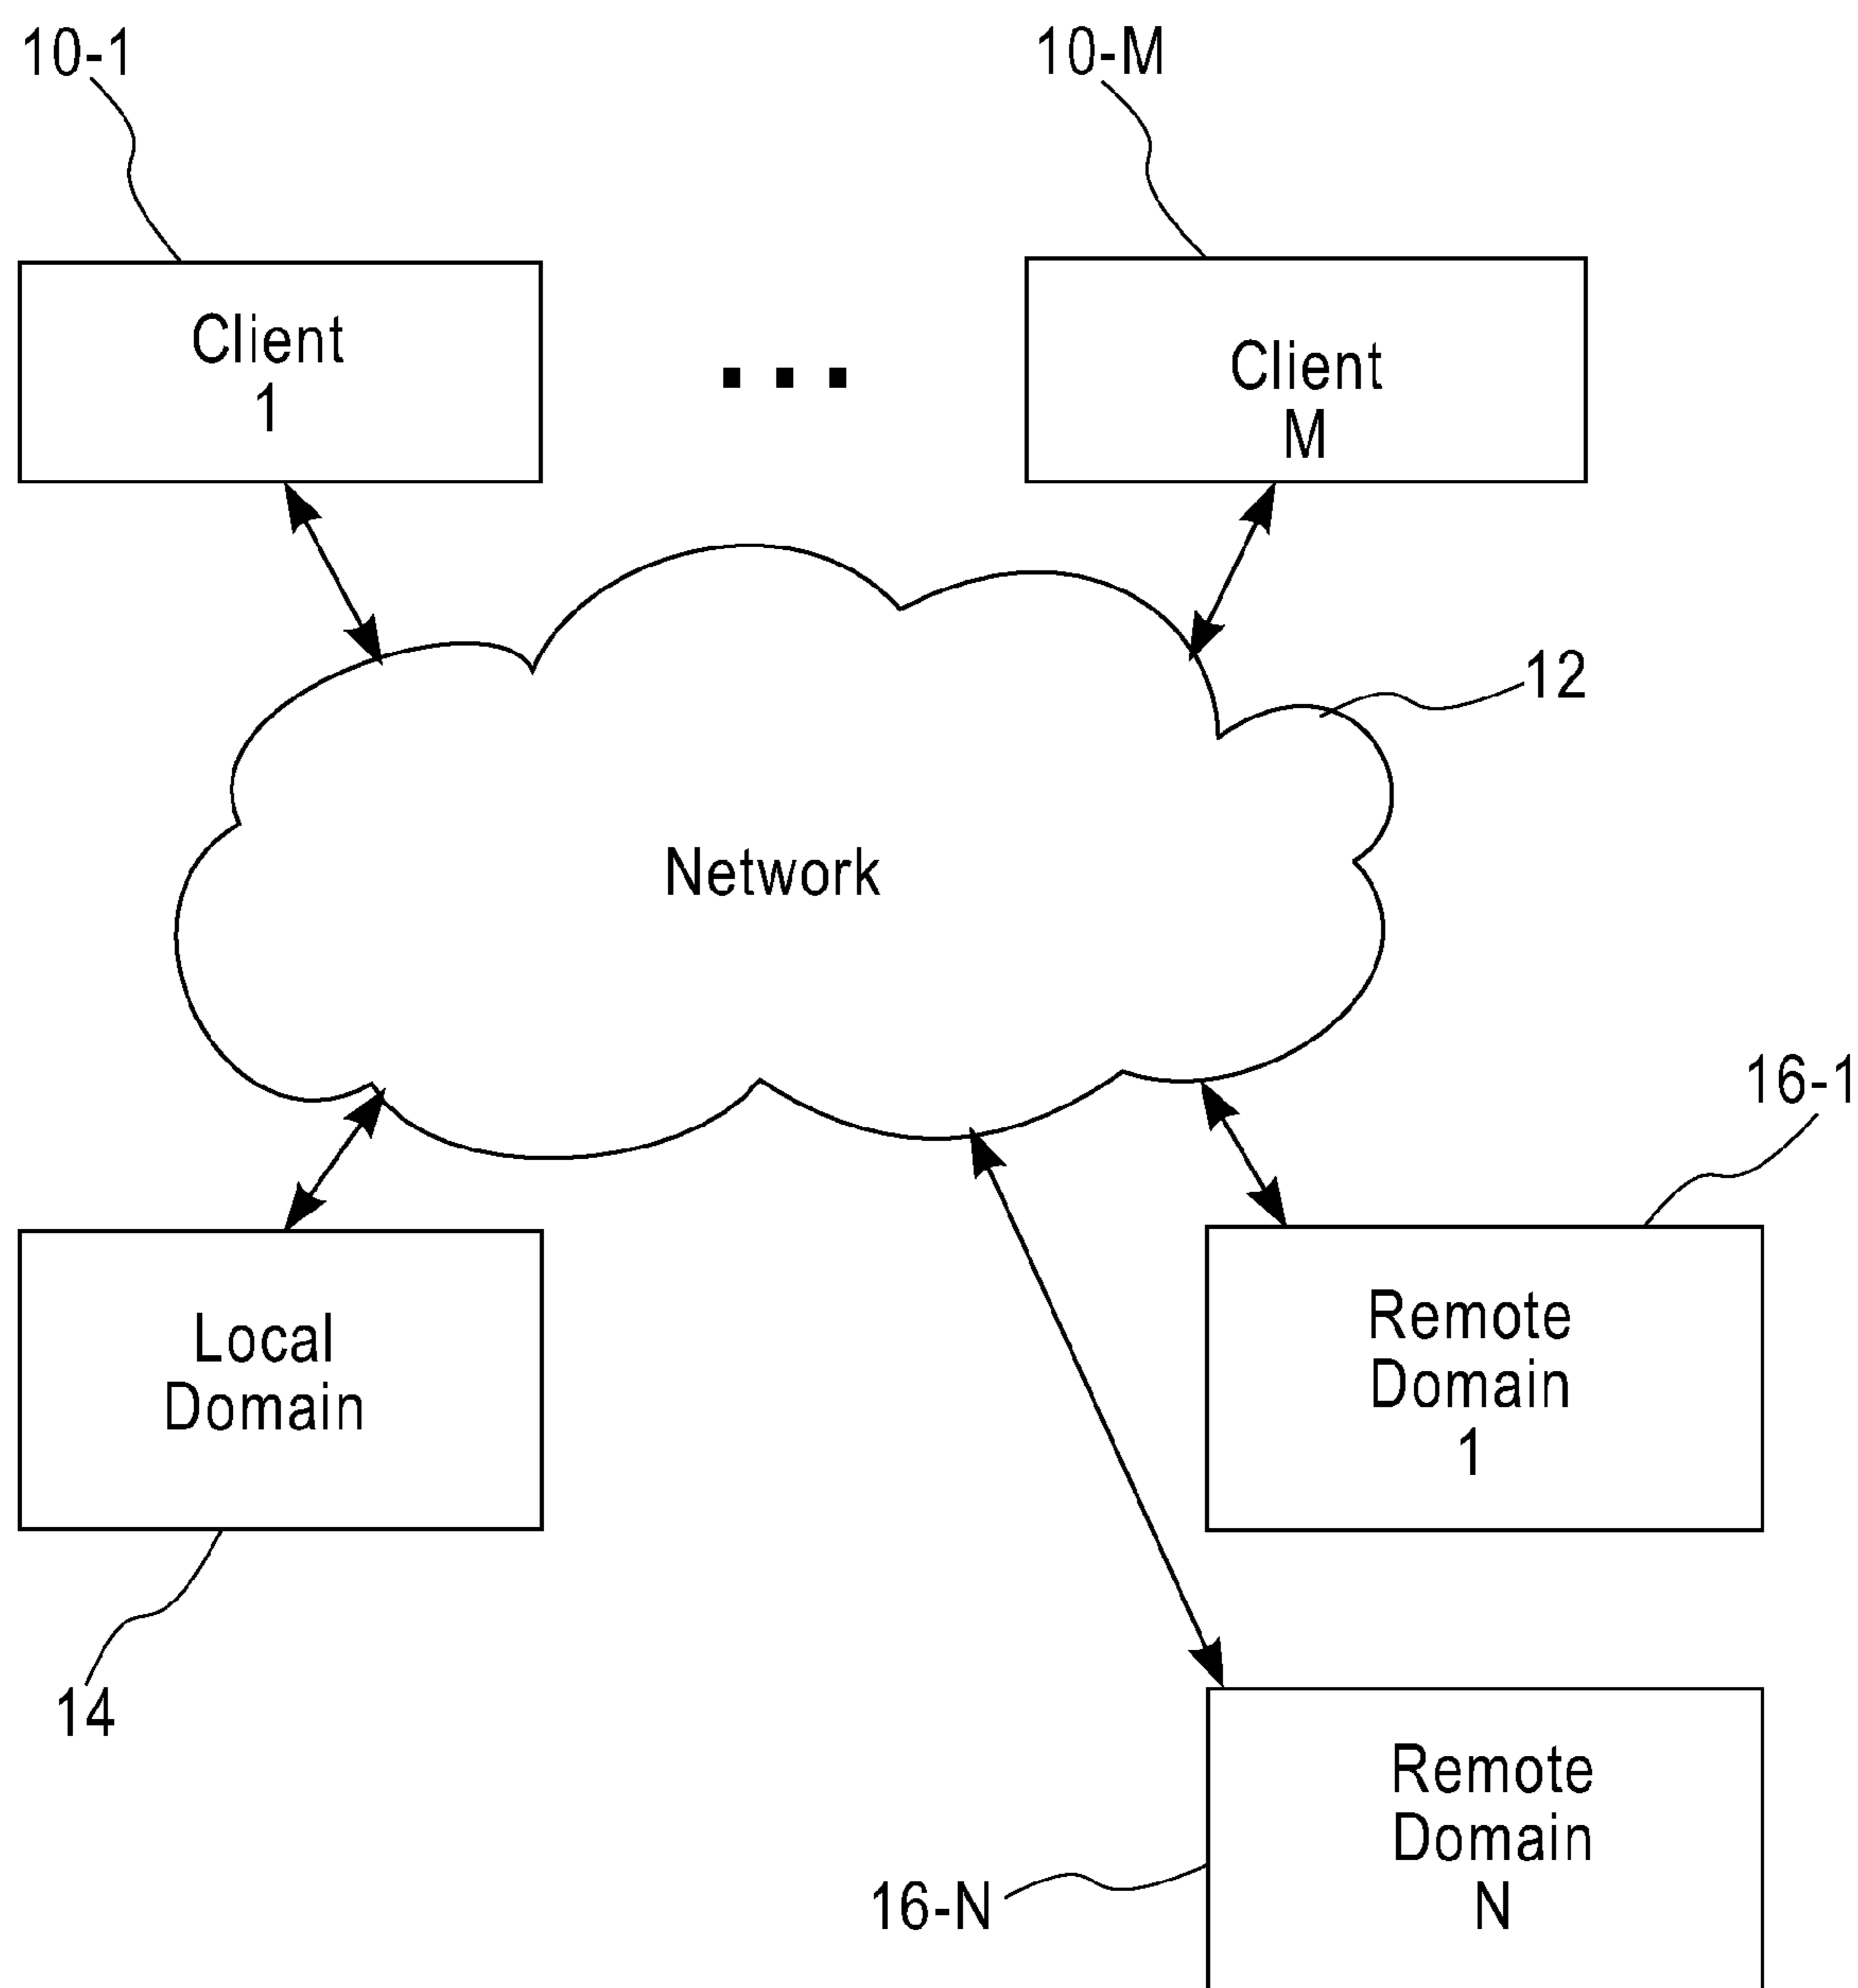 10-1
10-M
Client
1
...
Client
M
12
Network
16-1
Local
Domain
Remote
Domain
1
14
Remote
Domain
N
16-N